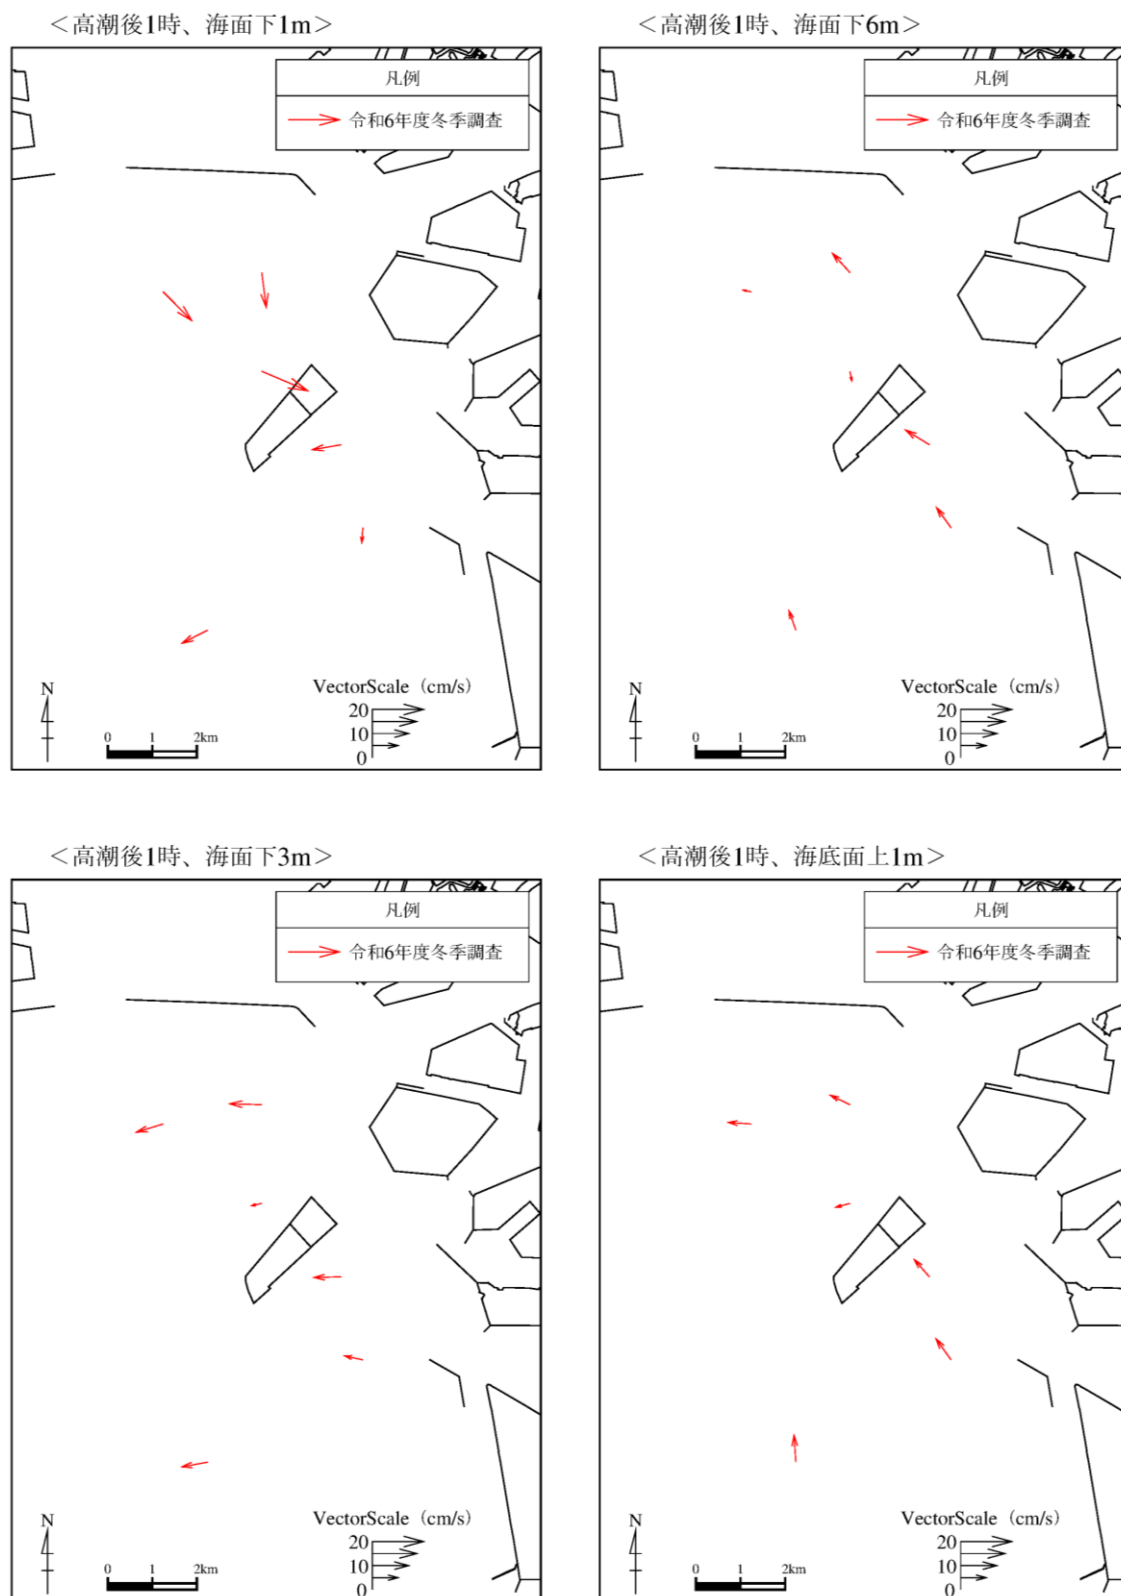 ＜高潮後1時、海面下1m＞
凡例
令和6年度冬季調査
N
0 1 2km
VectorScale（cm/s）
20
10
0
＜高潮後1時、海面下6m＞
凡例
令和6年度冬季調査
N
0 1 2km
VectorScale（cm/s）
20
10
0
＜高潮後1時、海面下3m＞
凡例
令和6年度冬季調査
N
0 1 2km
VectorScale（cm/s）
20
10
0
＜高潮後1時、海底面上1m＞
凡例
令和6年度冬季調査
N
0 1 2km
VectorScale（cm/s）
20
10
0